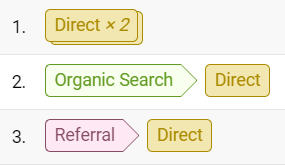 1. Direct × 2
2. Organic Search Direct
3. Referral Direct